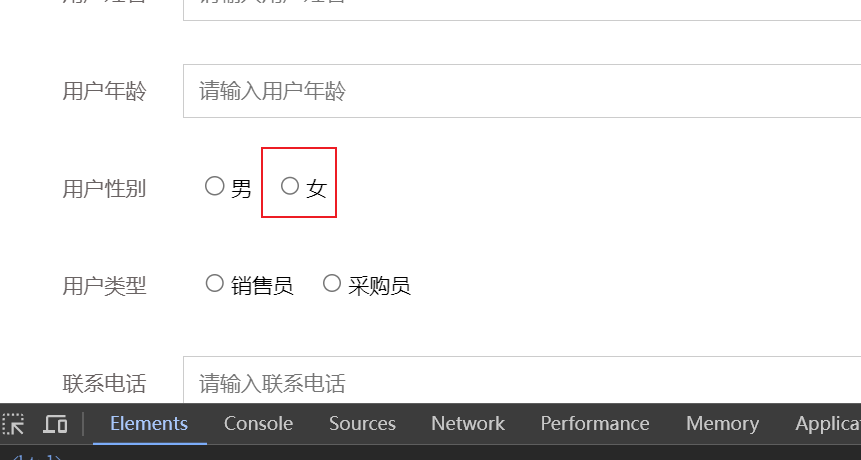 用户年龄 请输入用户年龄
用户性别 男 女
用户类型 销售员 采购员
联系电话 请输入联系电话
Elements Console Sources Network Performance Memory